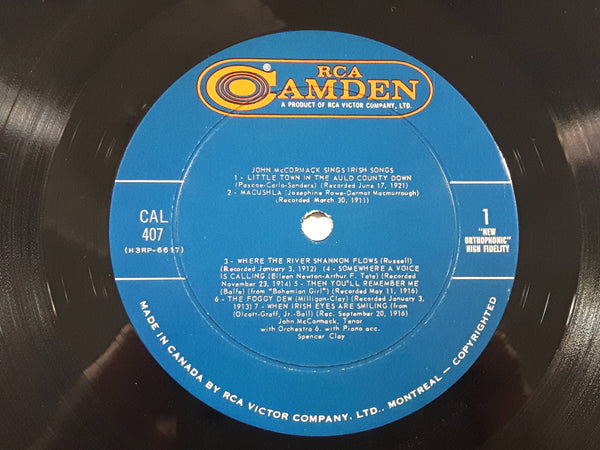 RCA
CAMDEN
®
A PRODUCT OF RCA VICTOR COMPANY, LTD.
JOHN McCORMACK SINGS IRISH SONGS
1 - LITTLE TOWN IN THE AULD COUNTY DOWN
(Pascoe-Carlo-Sanders) (Recorded June 17, 1921)
2 - MACUSHLA (Josephine Rowe-Dermot Macmurrough)
(Recorded March 30, 1911)
CAL
407
(H3RP-6617)
1
"NEW
ORTHOPHONIC"
HIGH FIDELITY
3 - WHERE THE RIVER SHANNON FLOWS (Russell)
(Recorded January 3, 1912) (4 - SOMEWHERE A VOICE
IS CALLING (Eileen Newton-Arthur F. Tate) (Recorded
November 23, 1914) 5 - THEN YOU'LL REMEMBER ME
(Balfe) (from "Bohemian Girl") (Recorded May 11, 1916)
6 - THE FOGGY DEW (Milligan-Clay) (Recorded January 3,
1913) 7 - WHEN IRISH EYES ARE SMILING (from
(Olcott-Graff, Jr.-Ball) (Rec. September 20, 1916)
John McCormack, Tenor
with Orchestra 6. with Piano acc.
Spencer Clay
MADE IN CANADA BY RCA VICTOR COMPANY, LTD., MONTREAL — COPYRIGHTED